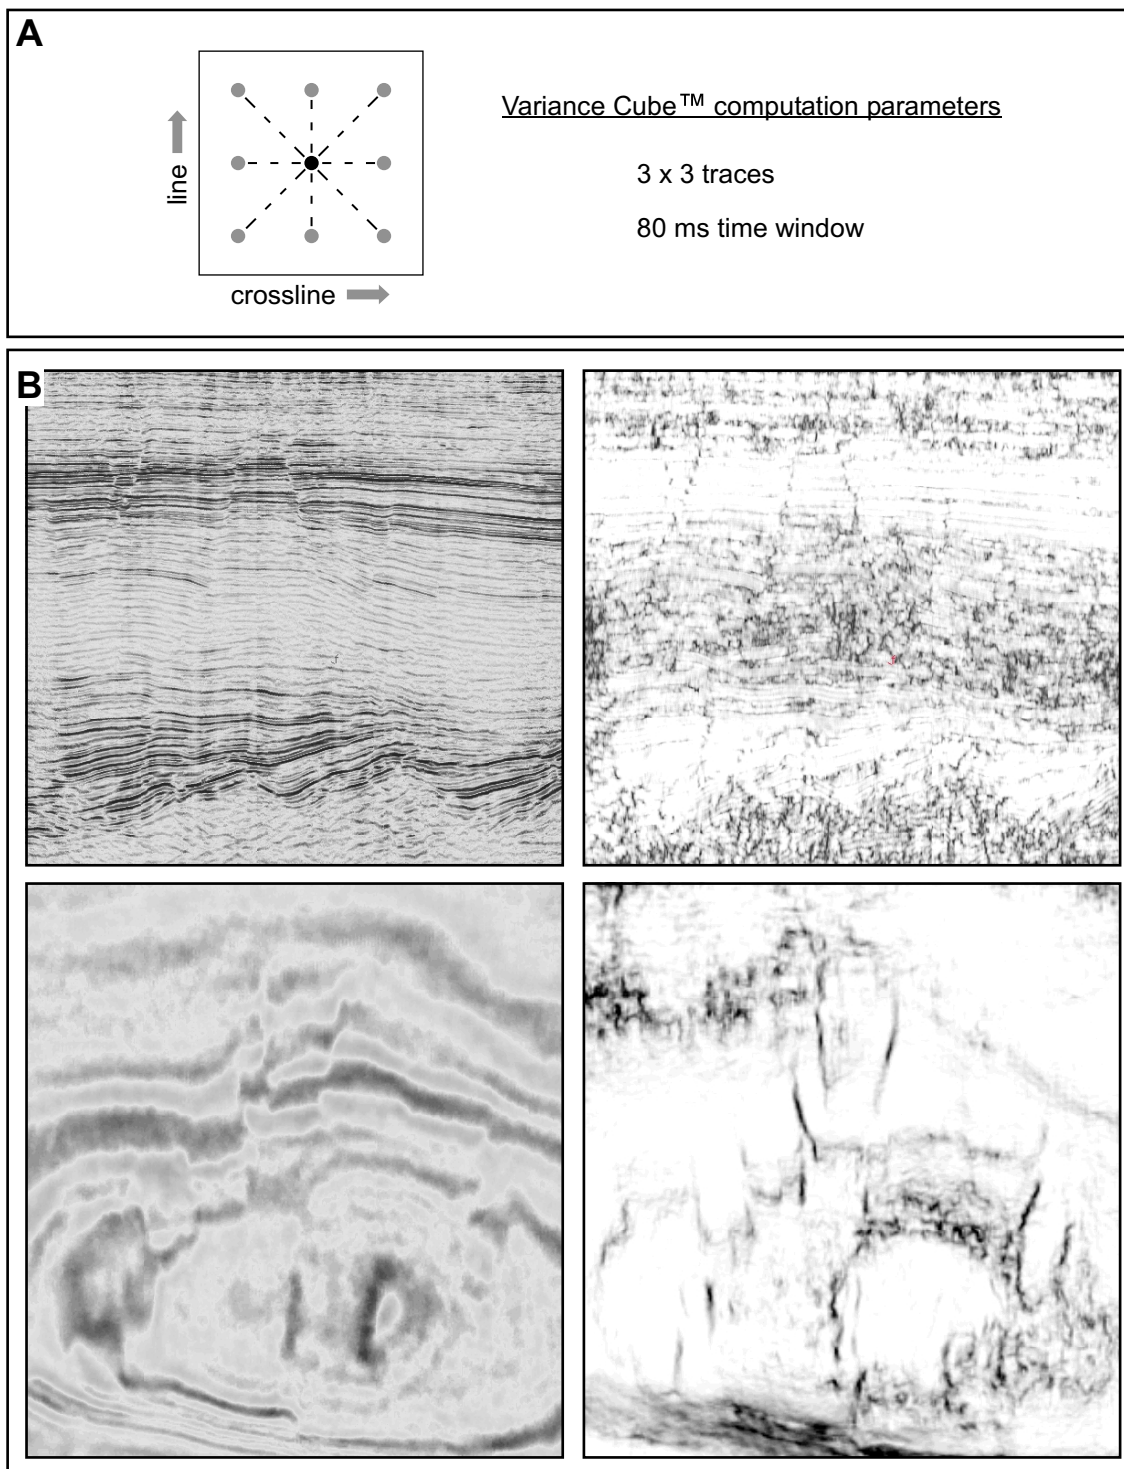 A
line
crossline
Variance Cube™ computation parameters
3 x 3 traces
80 ms time window
B